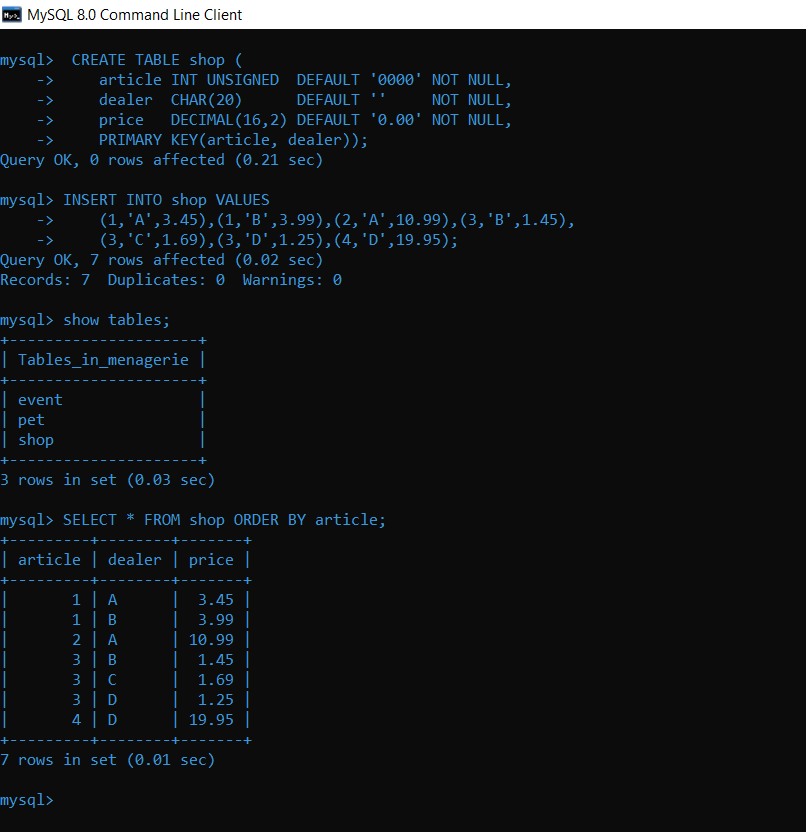 MySQL 8.0 Command Line Client
mysql>  CREATE TABLE shop (
    ->     article INT UNSIGNED  DEFAULT '0000' NOT NULL,
    ->     dealer  CHAR(20)      DEFAULT ''     NOT NULL,
    ->     price   DECIMAL(16,2) DEFAULT '0.00' NOT NULL,
    ->     PRIMARY KEY(article, dealer));
Query OK, 0 rows affected (0.21 sec)

mysql> INSERT INTO shop VALUES
    ->     (1,'A',3.45),(1,'B',3.99),(2,'A',10.99),(3,'B',1.45),
    ->     (3,'C',1.69),(3,'D',1.25),(4,'D',19.95);
Query OK, 7 rows affected (0.02 sec)
Records: 7  Duplicates: 0  Warnings: 0

mysql> show tables;
+---------------------+
| Tables_in_menagerie |
+---------------------+
| event               |
| pet                 |
| shop                |
+---------------------+
3 rows in set (0.03 sec)

mysql> SELECT * FROM shop ORDER BY article;
+---------+--------+-------+
| article | dealer | price |
+---------+--------+-------+
|       1 | A      |  3.45 |
|       1 | B      |  3.99 |
|       2 | A      | 10.99 |
|       3 | B      |  1.45 |
|       3 | C      |  1.69 |
|       3 | D      |  1.25 |
|       4 | D      | 19.95 |
+---------+--------+-------+
7 rows in set (0.01 sec)

mysql>